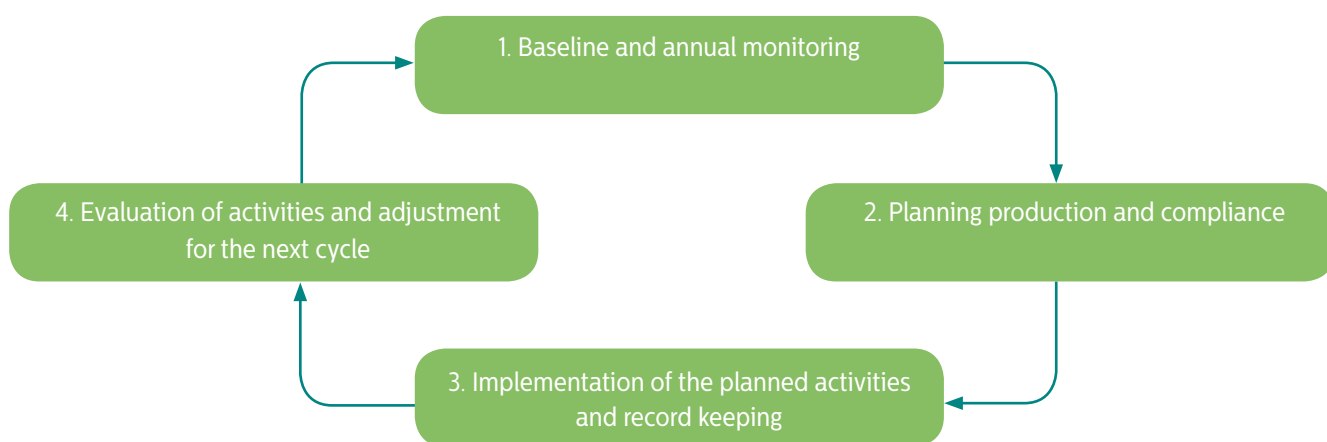 1. Baseline and annual monitoring
2. Planning production and compliance
3. Implementation of the planned activities
and record keeping
4. Evaluation of activities and adjustment
for the next cycle